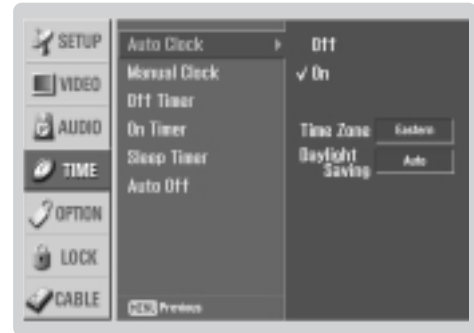 SETUP
VIDEO
AUDIO
TIME
OPTION
LOCK
CABLE
Auto Clock
Manual Clock
Off Timer
On Timer
Sleep Timer
Auto Off
Off
√ On
Time Zone Eastern
Daylight
Saving Auto
MENU Previous